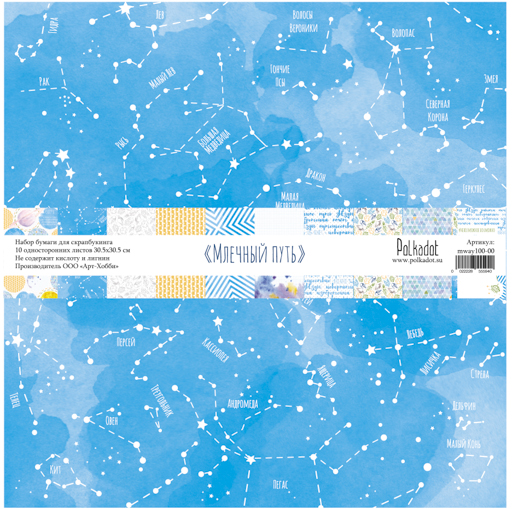 Гидра
Лев
Волосы
Вероники
Волопас
Рак
Малый лев
Гончие
Псы
Змея
Северная
Корона
Рысь
Большая
Медведица
Дракон
Малая
Медведица
Геркулес
Набор бумаги для скрапбукинга
10 односторонних листов 30.5х30.5 см
Не содержит кислоту и лигнин
Производитель ООО «Арт-Хобби»
«Млечный путь»
Polkadot
www.polkadot.su
Артикул:
mway100-00
Персей
Кассиопея
Ящерица
Лебедь
Лисичка
Стрела
Треугольник
Андромеда
Дельфин
Телец
Овен
Малый Конь
Кит
Пегас